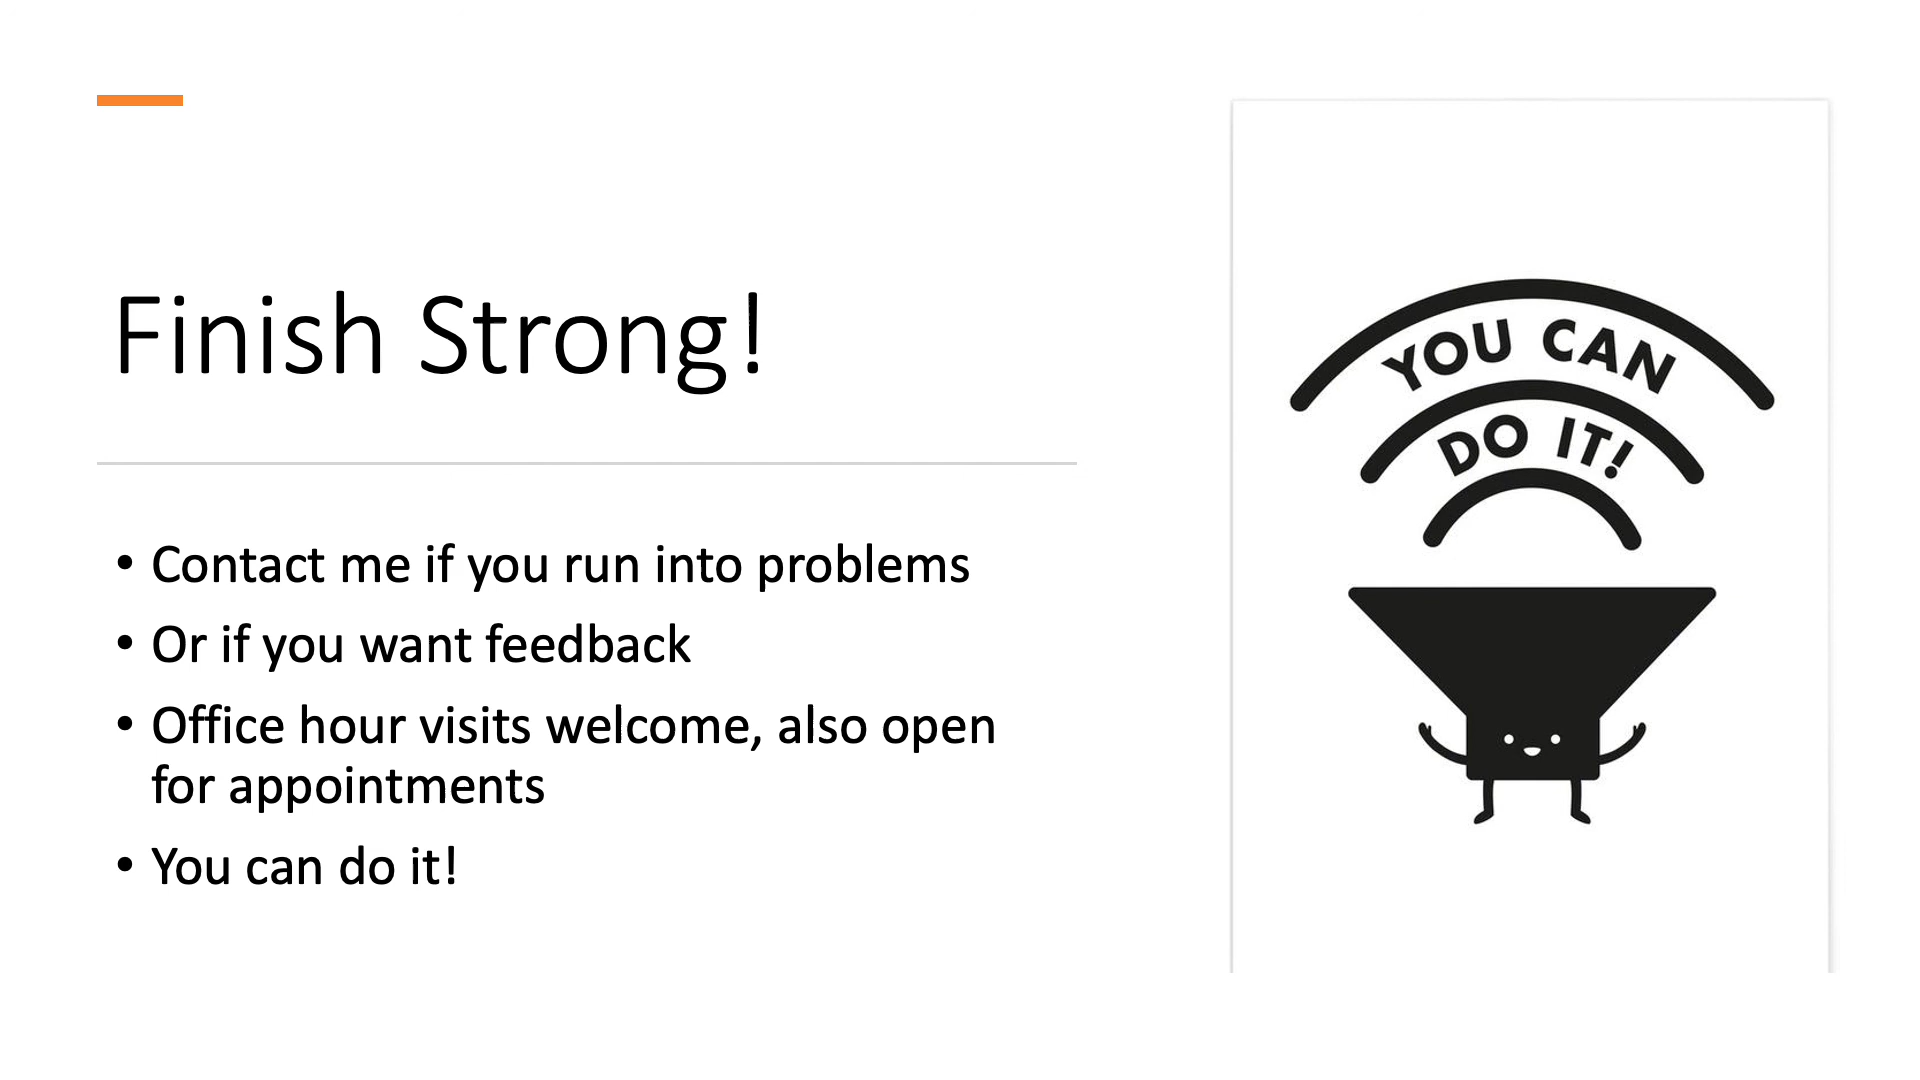 Finish Strong!
• Contact me if you run into problems
• Or if you want feedback
• Office hour visits welcome, also open
for appointments
• You can do it!
YOU CAN
DO IT!